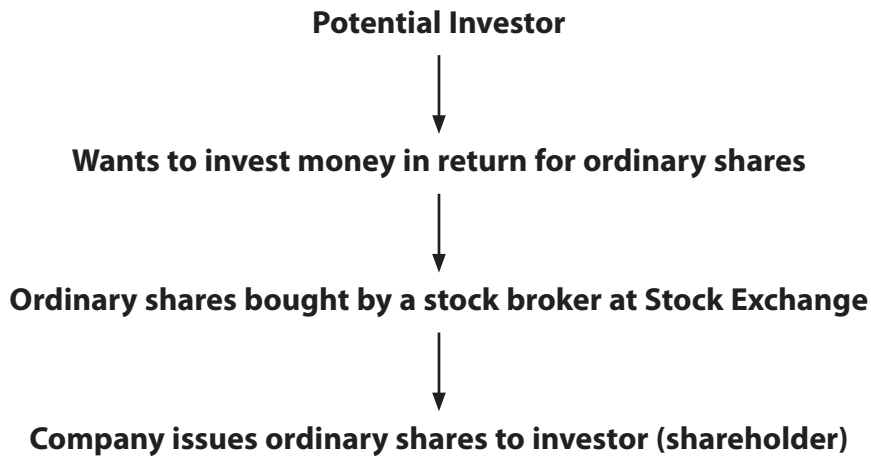 Potential Investor
Wants to invest money in return for ordinary shares
Ordinary shares bought by a stock broker at Stock Exchange
Company issues ordinary shares to investor (shareholder)